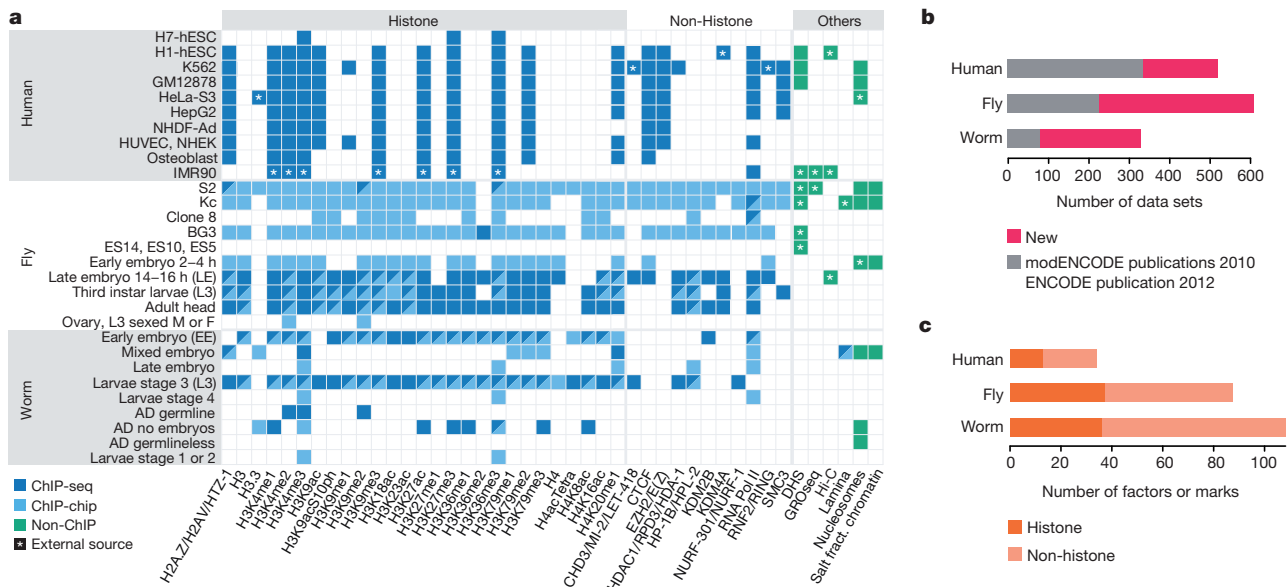 a
Histone
Non-Histone
Others
Human
H7-hESC
H1-hESC
K562
GM12878
HeLa-S3
HepG2
NHDF-Ad
HUVEC, NHEK
Osteoblast
IMR90
Fly
S2
Kc
Clone 8
BG3
ES14, ES10, ES5
Early embryo 2–4 h
Late embryo 14–16 h (LE)
Third instar larvae (L3)
Adult head
Ovary, L3 sexed M or F
Worm
Early embryo (EE)
Mixed embryo
Late embryo
Larvae stage 3 (L3)
Larvae stage 4
AD germline
AD no embryos
AD germlineless
Larvae stage 1 or 2
ChIP-seq
ChIP-chip
Non-ChIP
* External source
H2A.Z/H2AV/HTZ-1
H3
H3.3
H3K4me1
H3K4me2
H3K4me3
H3K9ac
H3K9acS10ph
H3K9me1
H3K9me2
H3K9me3
H3K18ac
H3K23ac
H3K27ac
H3K27me1
H3K27me3
H3K36me1
H3K36me2
H3K36me3
H3K79me1
H3K79me2
H3K79me3
H4
H4acTetra
H4K8ac
H4K16ac
H4K20me1
CHD3/MI-2/LET-418
CTCF
EZH2/E(Z)
HDAC1/RPD3/HDA-1
HP-1B/HPL-2
KDM2B
KDM4A
NURF-301/NURF-1
RNA Pol II
RNF2/RING
SMC3
DHS
GROseq
Hi-C
Lamina
Nucleosomes
Salt fract. chromatin
b
Human
Fly
Worm
0 100 200 300 400 500 600
Number of data sets
New
modENCODE publications 2010
ENCODE publication 2012
c
Human
Fly
Worm
0 20 40 60 80 100
Number of factors or marks
Histone
Non-histone